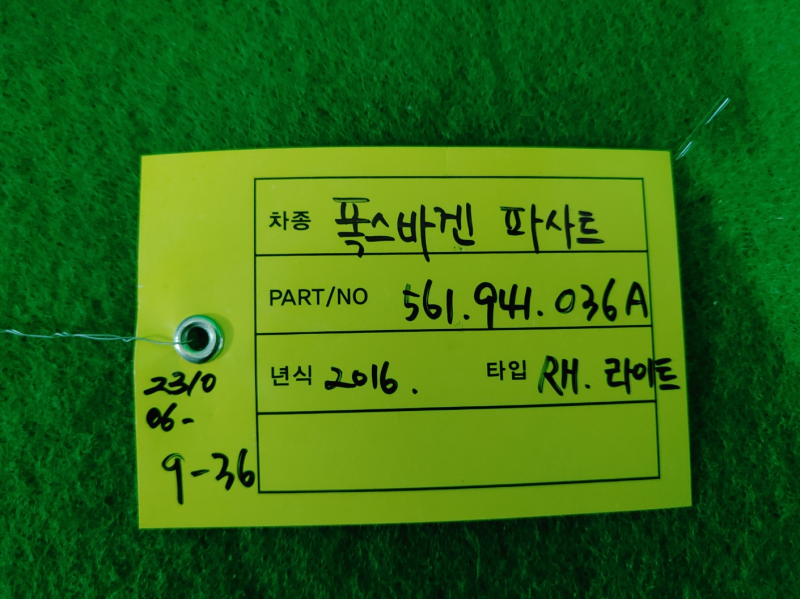 차종 폭스바겐 파사트
PART/NO 561.941.036A
년식 2016. 타입 RH. 라이트
2310
06-
9-36